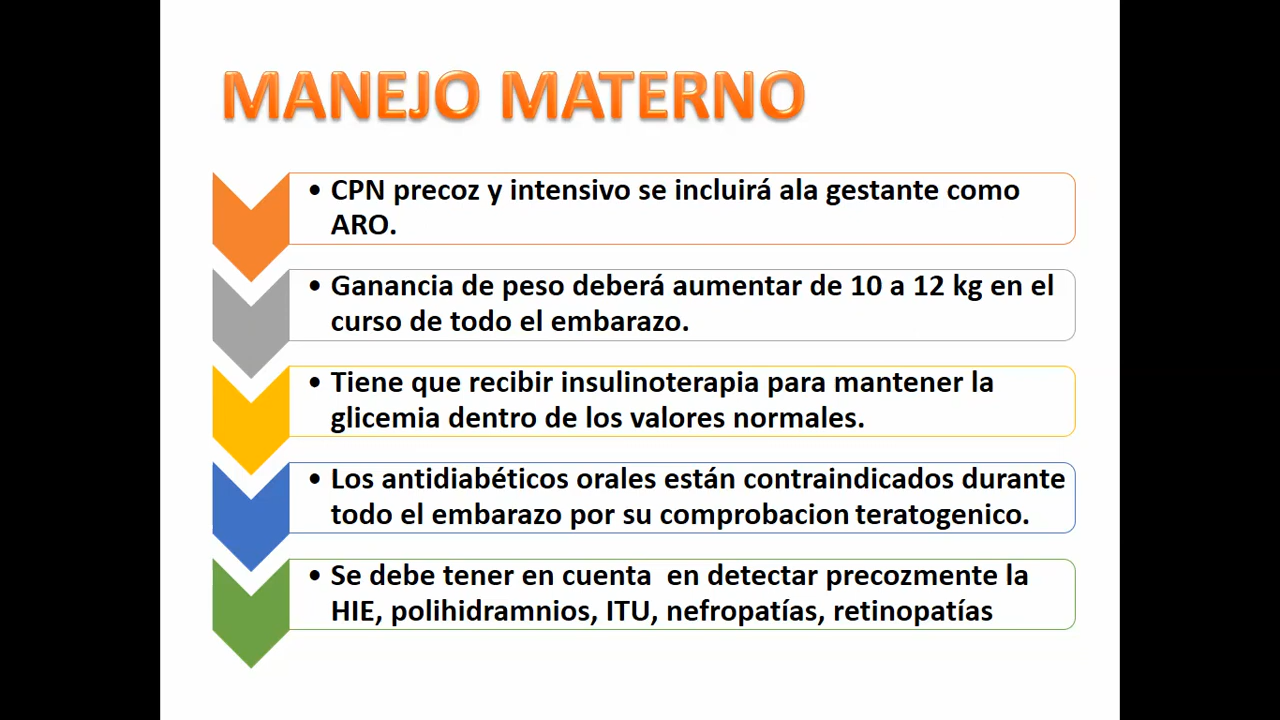 MANEJO MATERNO
• CPN precoz y intensivo se incluirá ala gestante como
ARO.
• Ganancia de peso deberá aumentar de 10 a 12 kg en el
curso de todo el embarazo.
• Tiene que recibir insulinoterapia para mantener la
glicemia dentro de los valores normales.
• Los antidiabéticos orales están contraindicados durante
todo el embarazo por su comprobacion teratogenico.
• Se debe tener en cuenta  en detectar precozmente la
HIE, polihidramnios, ITU, nefropatías, retinopatías